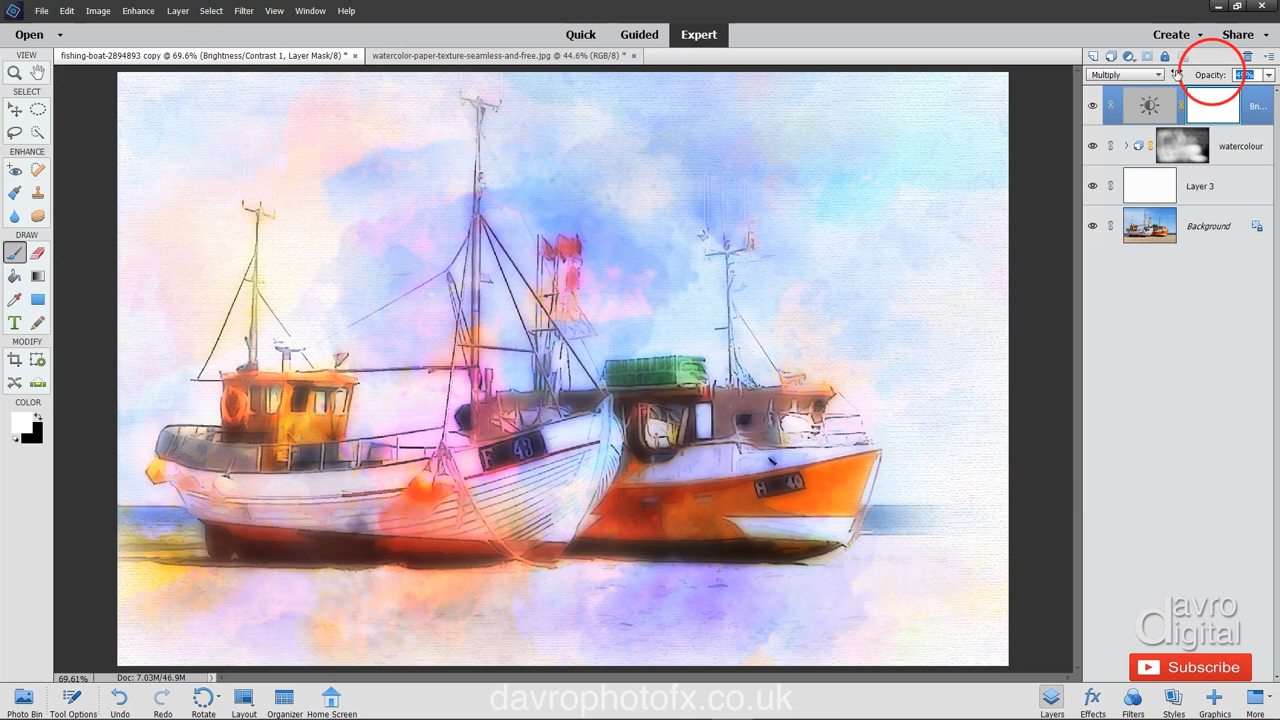 File Edit Image Enhance Layer Select Filter View Window Help
Open Quick Guided Expert Create Share
VIEW
fishing-boat-2894893 copy @ 69.6% (Brightness/Contrast 1, Layer Mask/8) * ×
watercolor-paper-texture-seamless-and-free.jpg @ 44.6% (RGB/8) * ×
Multiply Opacity:
SELECT
Bri...
watercolour
ENHANCE
Layer 3
Background
DRAW
T
MODIFY
COLOR
davro
digital
Subscribe
69.61% Doc: 7.03M/46.9M
davrophotofx.co.uk
Photo Bin Tool Options Undo Redo Rotate Layout Organizer Home Screen
fx
Layers Effects Filters Styles Graphics More